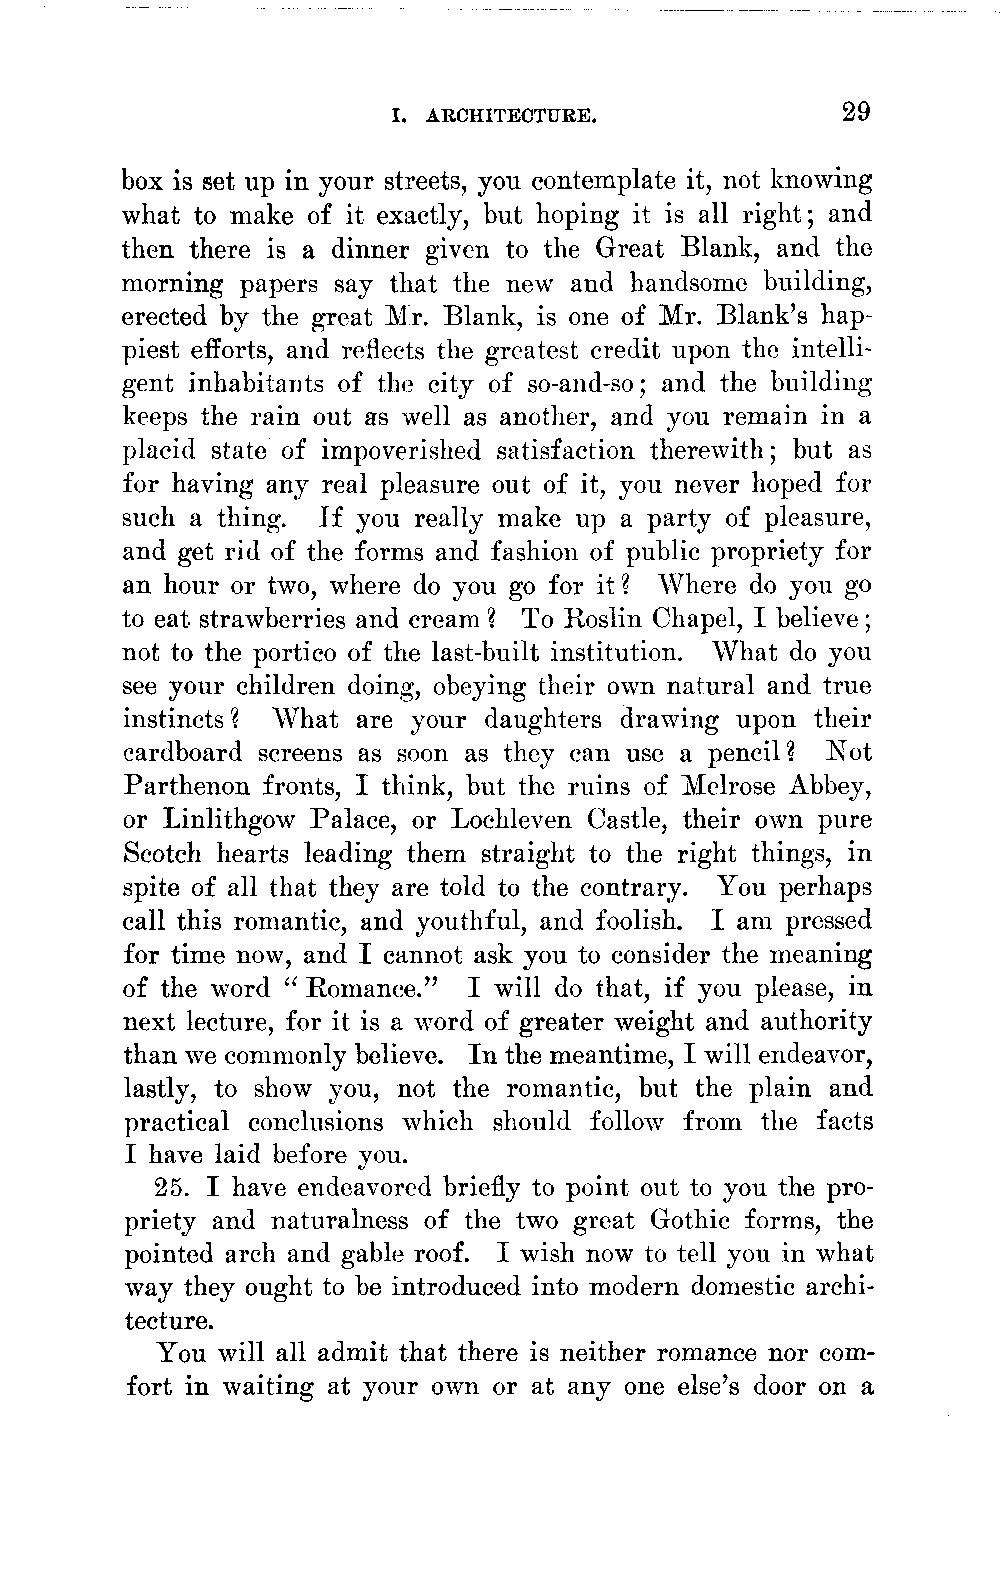 I. ARCHITECTURE. 29
box is set up in your streets, you contemplate it, not knowing
what to make of it exactly, but hoping it is all right; and
then there is a dinner given to the Great Blank, and the
morning papers say that the new and handsome building,
erected by the great Mr. Blank, is one of Mr. Blank's hap-
piest efforts, and reflects the greatest credit upon the intelli-
gent inhabitants of the city of so-and-so; and the building
keeps the rain out as well as another, and you remain in a
placid state of impoverished satisfaction therewith; but as
for having any real pleasure out of it, you never hoped for
such a thing. If you really make up a party of pleasure,
and get rid of the forms and fashion of public propriety for
an hour or two, where do you go for it? Where do you go
to eat strawberries and cream? To Roslin Chapel, I believe;
not to the portico of the last-built institution. What do you
see your children doing, obeying their own natural and true
instincts? What are your daughters drawing upon their
cardboard screens as soon as they can use a pencil? Not
Parthenon fronts, I think, but the ruins of Melrose Abbey,
or Linlithgow Palace, or Lochleven Castle, their own pure
Scotch hearts leading them straight to the right things, in
spite of all that they are told to the contrary. You perhaps
call this romantic, and youthful, and foolish. I am pressed
for time now, and I cannot ask you to consider the meaning
of the word "Romance." I will do that, if you please, in
next lecture, for it is a word of greater weight and authority
than we commonly believe. In the meantime, I will endeavor,
lastly, to show you, not the romantic, but the plain and
practical conclusions which should follow from the facts
I have laid before you.
25. I have endeavored briefly to point out to you the pro-
priety and naturalness of the two great Gothic forms, the
pointed arch and gable roof. I wish now to tell you in what
way they ought to be introduced into modern domestic archi-
tecture.
You will all admit that there is neither romance nor com-
fort in waiting at your own or at any one else's door on a